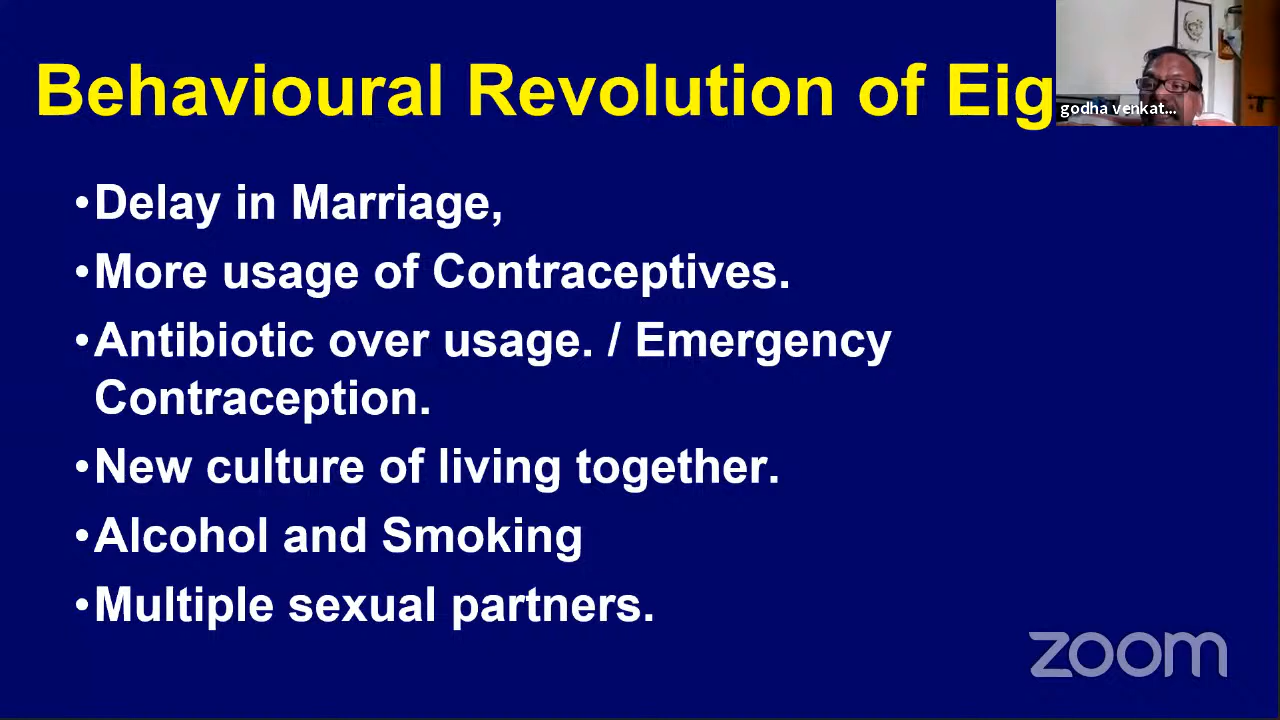 Behavioural Revolution of Eig
godha venkat...
•Delay in Marriage,
•More usage of Contraceptives.
•Antibiotic over usage. / Emergency
Contraception.
•New culture of living together.
•Alcohol and Smoking
•Multiple sexual partners.
zoom